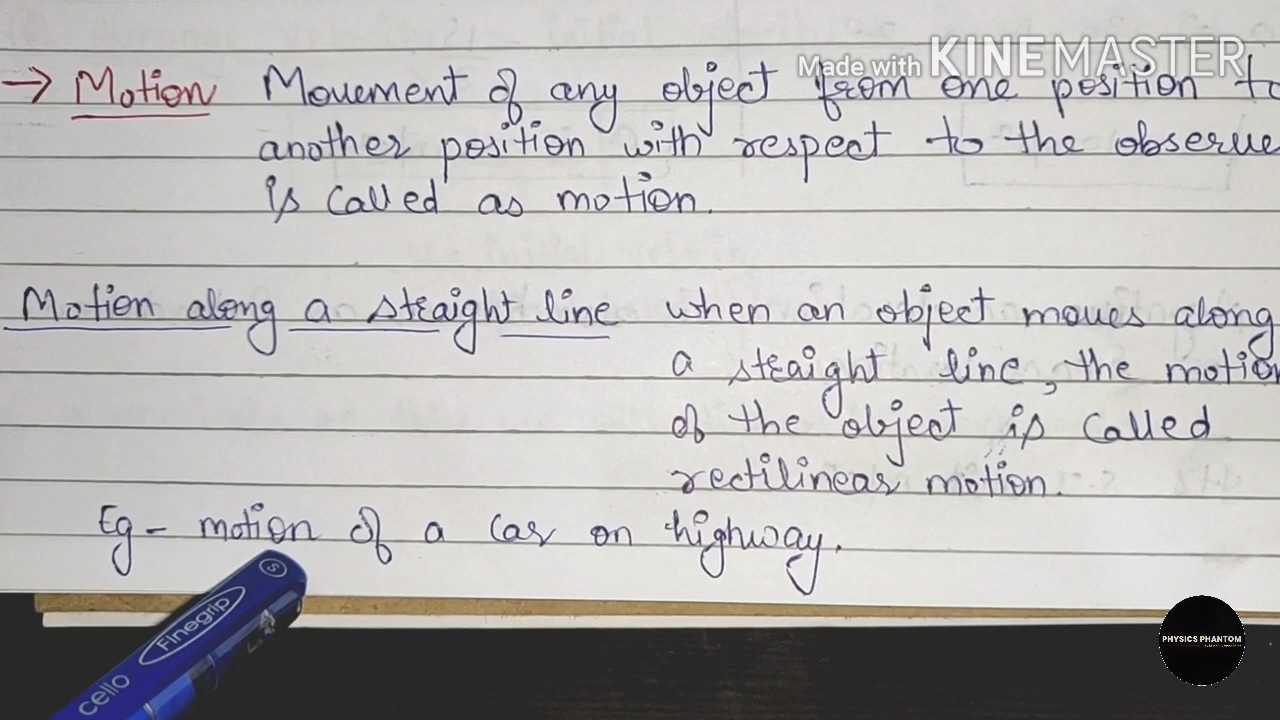 Made with KINEMASTER
→ Motion Movement of any object from one position to
another position with respect to the observe
is called as motion.
Motion along a straight line when an object moves along
a straight line, the motion
of the object is called
rectilinear motion.
Eg - motion of a car on highway.
S
Finegrip
cello
PHYSICS PHANTOM